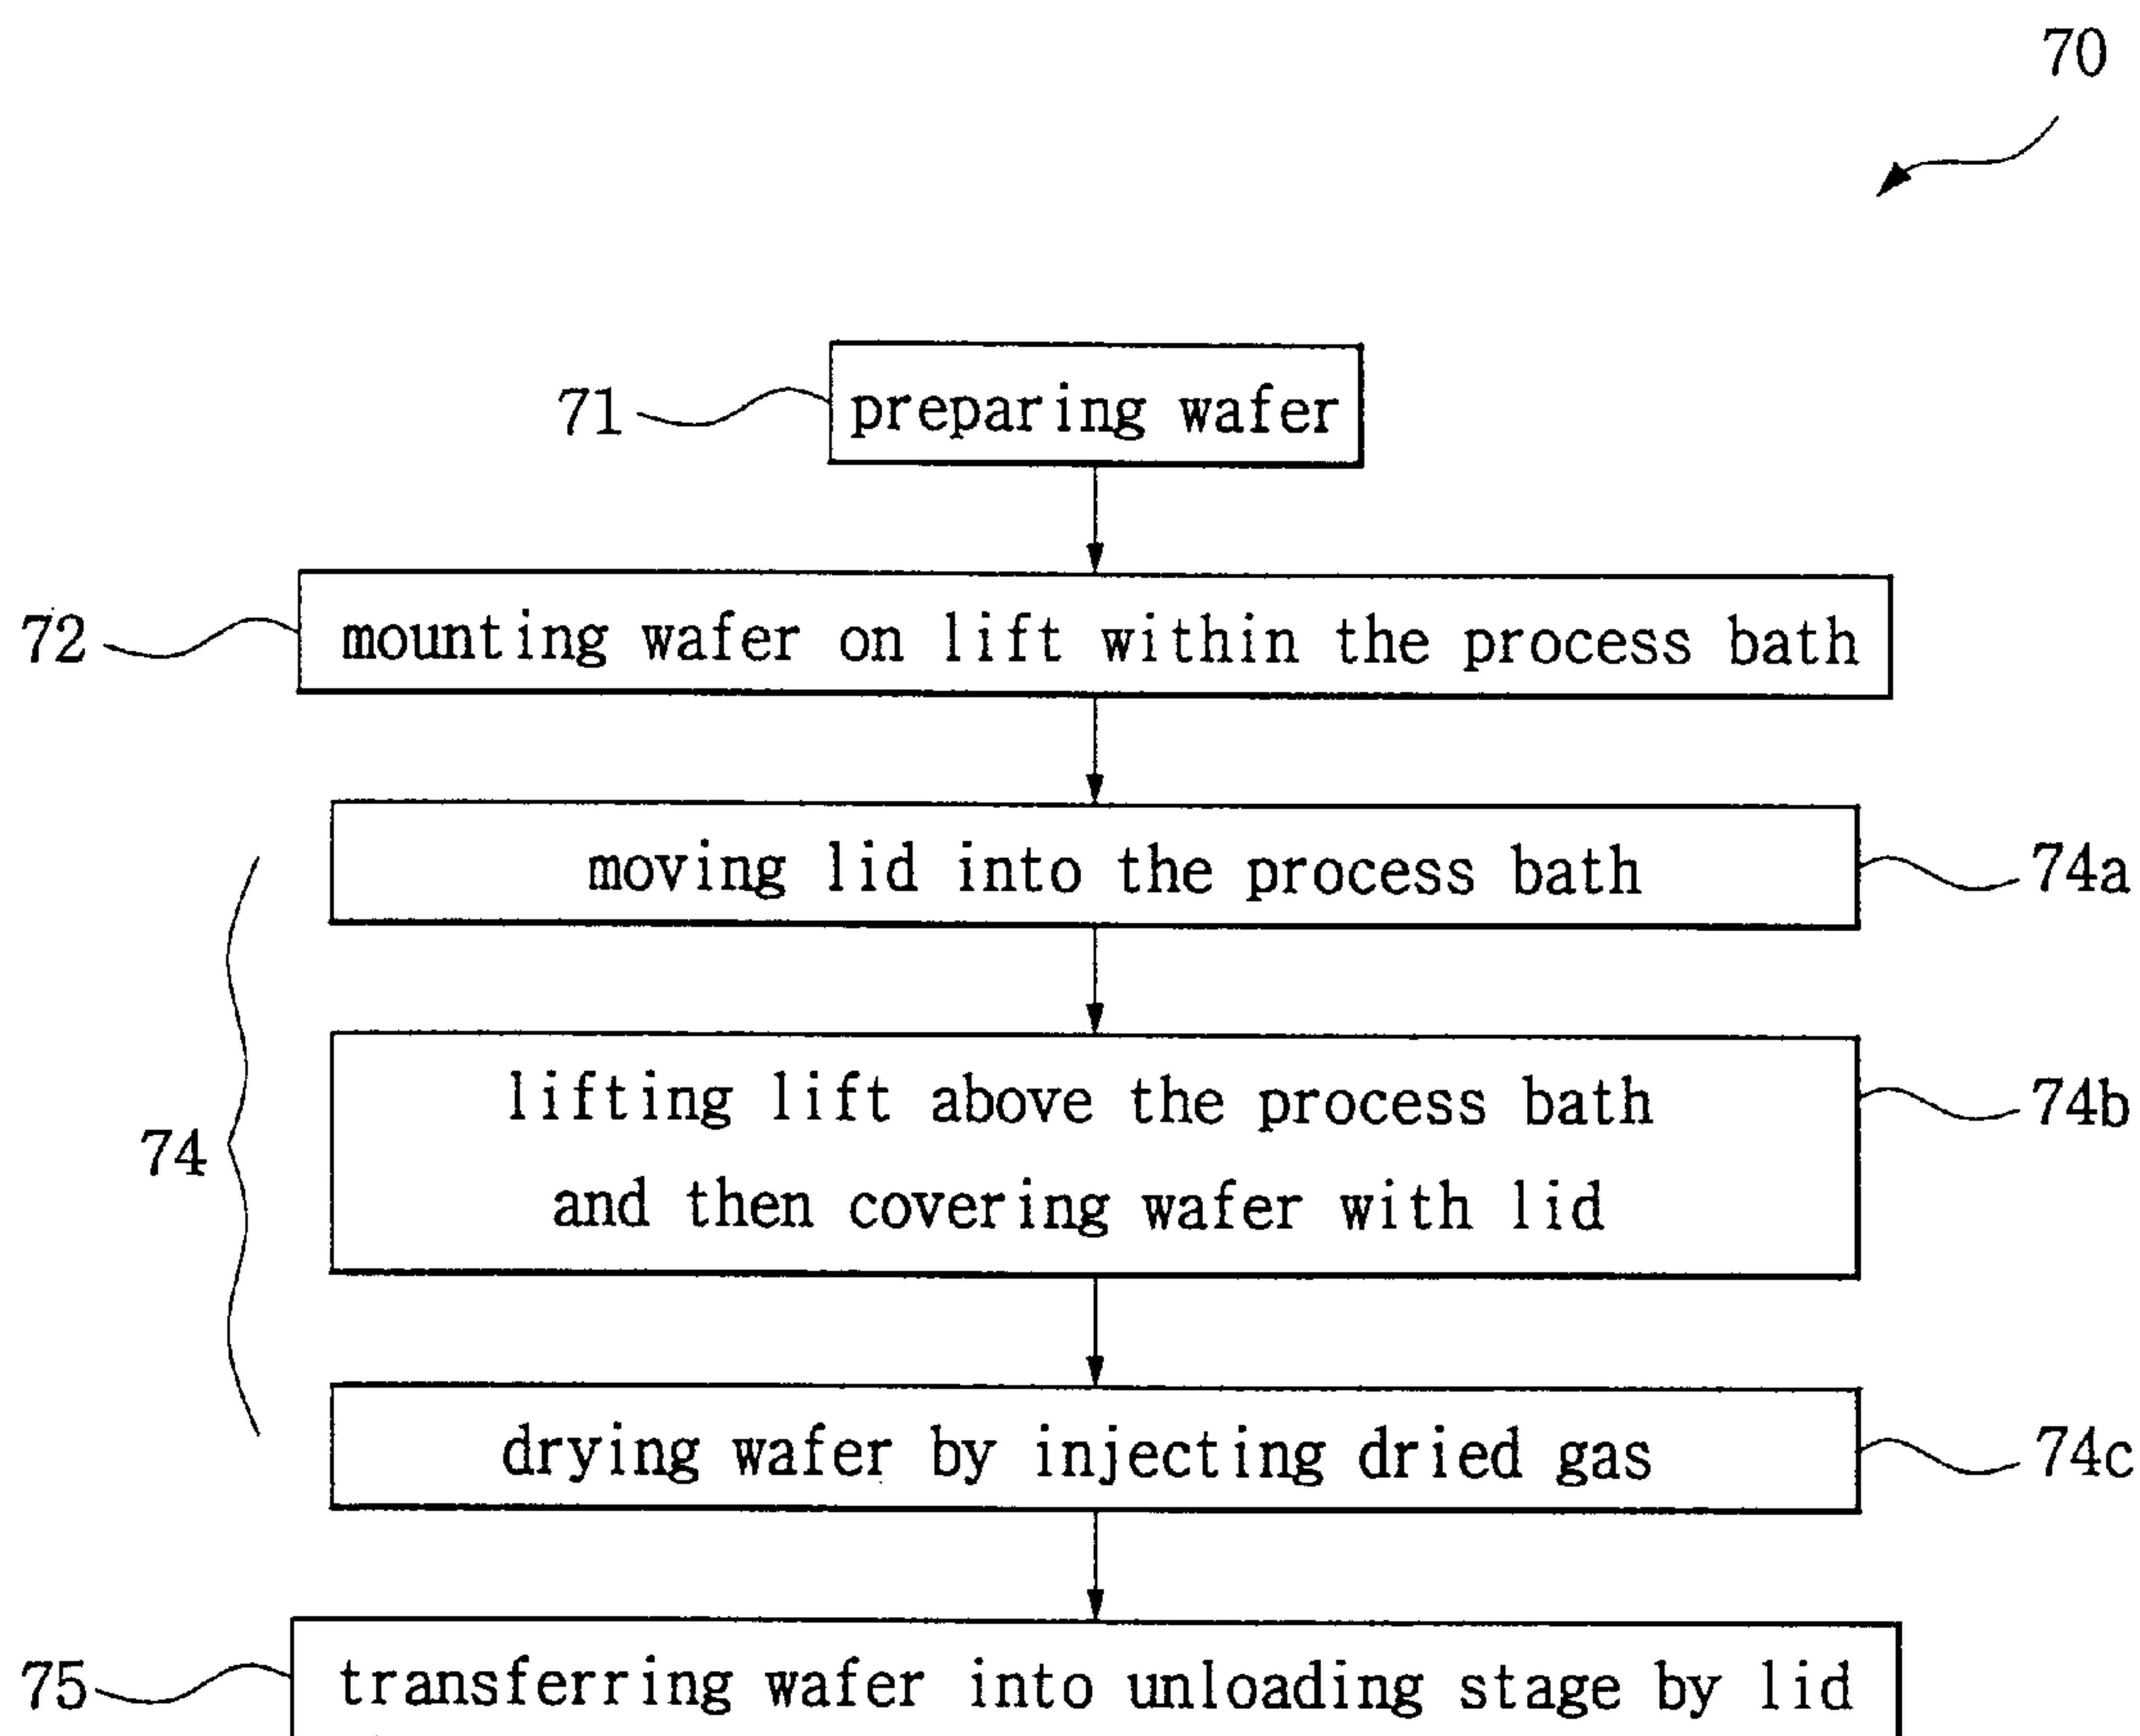 70
71 preparing wafer
72 mounting wafer on lift within the process bath
moving lid into the process bath 74a
lifting lift above the process bath 74b
74
and then covering wafer with lid
drying wafer by injecting dried gas 74c
75 transferring wafer into unloading stage by lid